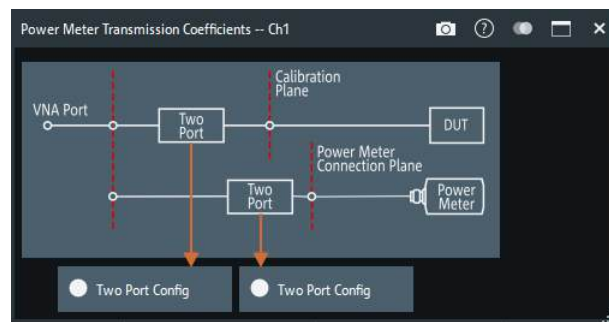 Power Meter Transmission Coefficients -- Ch1
Calibration
Plane
VNA Port
Two
Port
DUT
Power Meter
Connection Plane
Two
Port
Power
Meter
Two Port Config
Two Port Config